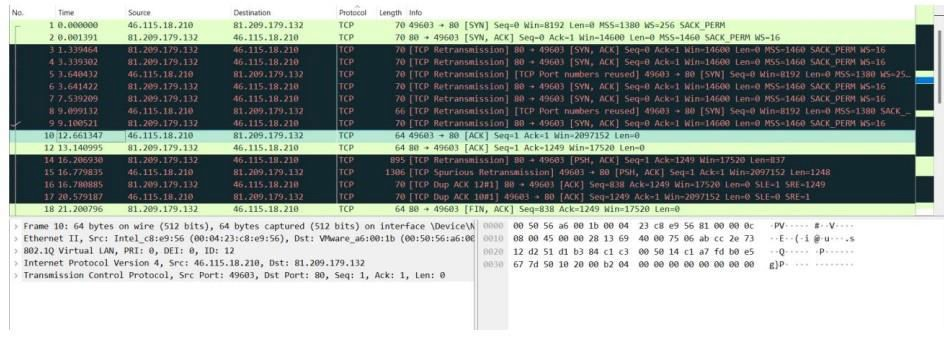 No. Time Source Destination Protocol Length Info
1 0.000000 46.115.18.210 81.209.179.132 TCP 70 49603 → 80 [SYN] Seq=0 Win=8192 Len=0 MSS=1380 WS=256 SACK_PERM
2 0.001391 81.209.179.132 46.115.18.210 TCP 70 80 → 49603 [SYN, ACK] Seq=0 Ack=1 Win=14600 Len=0 MSS=1460 SACK_PERM WS=16
3 1.339464 81.209.179.132 46.115.18.210 TCP 70 [TCP Retransmission] 80 → 49603 [SYN, ACK] Seq=0 Ack=1 Win=14600 Len=0 MSS=1460 SACK_PERM WS=16
4 3.339302 81.209.179.132 46.115.18.210 TCP 70 [TCP Retransmission] 80 → 49603 [SYN, ACK] Seq=0 Ack=1 Win=14600 Len=0 MSS=1460 SACK_PERM WS=16
5 3.640432 46.115.18.210 81.209.179.132 TCP 70 [TCP Retransmission] [TCP Port numbers reused] 49603 → 80 [SYN] Seq=0 Win=8192 Len=0 MSS=1380 WS=25…
6 3.641422 81.209.179.132 46.115.18.210 TCP 70 [TCP Retransmission] 80 → 49603 [SYN, ACK] Seq=0 Ack=1 Win=14600 Len=0 MSS=1460 SACK_PERM WS=16
7 7.539209 81.209.179.132 46.115.18.210 TCP 70 [TCP Retransmission] 80 → 49603 [SYN, ACK] Seq=0 Ack=1 Win=14600 Len=0 MSS=1460 SACK_PERM WS=16
8 9.099132 46.115.18.210 81.209.179.132 TCP 66 [TCP Retransmission] [TCP Port numbers reused] 49603 → 80 [SYN] Seq=0 Win=8192 Len=0 MSS=1380 SACK_…
9 9.100521 81.209.179.132 46.115.18.210 TCP 70 [TCP Retransmission] 80 → 49603 [SYN, ACK] Seq=0 Ack=1 Win=14600 Len=0 MSS=1460 SACK_PERM WS=16
10 12.661347 46.115.18.210 81.209.179.132 TCP 64 49603 → 80 [ACK] Seq=1 Ack=1 Win=2097152 Len=0
12 13.140995 81.209.179.132 46.115.18.210 TCP 64 80 → 49603 [ACK] Seq=1 Ack=1249 Win=17520 Len=0
14 16.206930 81.209.179.132 46.115.18.210 TCP 895 [TCP Retransmission] 80 → 49603 [PSH, ACK] Seq=1 Ack=1249 Win=17520 Len=837
15 16.779835 46.115.18.210 81.209.179.132 TCP 1306 [TCP Spurious Retransmission] 49603 → 80 [PSH, ACK] Seq=1 Ack=1 Win=2097152 Len=1248
16 16.780885 81.209.179.132 46.115.18.210 TCP 70 [TCP Dup ACK 12#1] 80 → 49603 [ACK] Seq=838 Ack=1249 Win=17520 Len=0 SLE=1 SRE=1249
17 20.579187 46.115.18.210 81.209.179.132 TCP 70 [TCP Dup ACK 10#1] 49603 → 80 [ACK] Seq=1249 Ack=1 Win=2097152 Len=0 SLE=0 SRE=1
18 21.200796 81.209.179.132 46.115.18.210 TCP 64 80 → 49603 [FIN, ACK] Seq=838 Ack=1249 Win=17520 Len=0
> Frame 10: 64 bytes on wire (512 bits), 64 bytes captured (512 bits) on interface \Device\N
> Ethernet II, Src: Intel_c8:e9:56 (00:04:23:c8:e9:56), Dst: VMware_a6:00:1b (00:50:56:a6:00
> 802.1Q Virtual LAN, PRI: 0, DEI: 0, ID: 12
> Internet Protocol Version 4, Src: 46.115.18.210, Dst: 81.209.179.132
> Transmission Control Protocol, Src Port: 49603, Dst Port: 80, Seq: 1, Ack: 1, Len: 0
0000 00 50 56 a6 00 1b 00 04 23 c8 e9 56 81 00 00 0c ·PV····· #··V····
0010 08 00 45 00 00 28 13 69 40 00 75 06 ab cc 2e 73 ··E··(·i @·u····.s
0020 12 d2 51 d1 b3 84 c1 c3 00 50 14 c1 a7 fd b0 e5 ··Q····· ·P······
0030 67 7d 50 10 20 00 b2 04 00 00 00 00 00 00 00 00 g}P· ··· ········